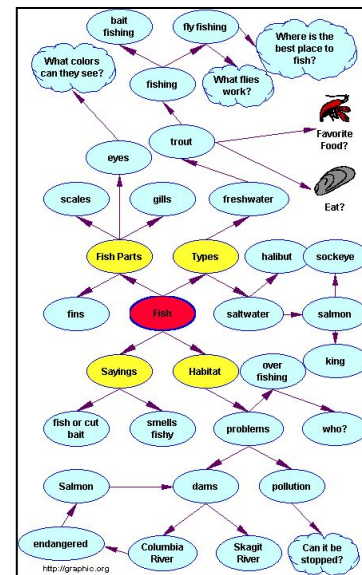 bait
fishing
fly fishing
Where is the
best place to
fish?
What colors
can they see?
fishing
What flies
work?
eyes
trout
Favorite
Food?
scales
gills
freshwater
Eat?
Fish Parts
Types
halibut
sockeye
fins
Fish
saltwater
salmon
Sayings
Habitat
over
fishing
king
fish or cut
bait
smells
fishy
problems
who?
Salmon
dams
pollution
endangered
Columbia
River
Skagit
River
Can it be
stopped?
http://graphic.org